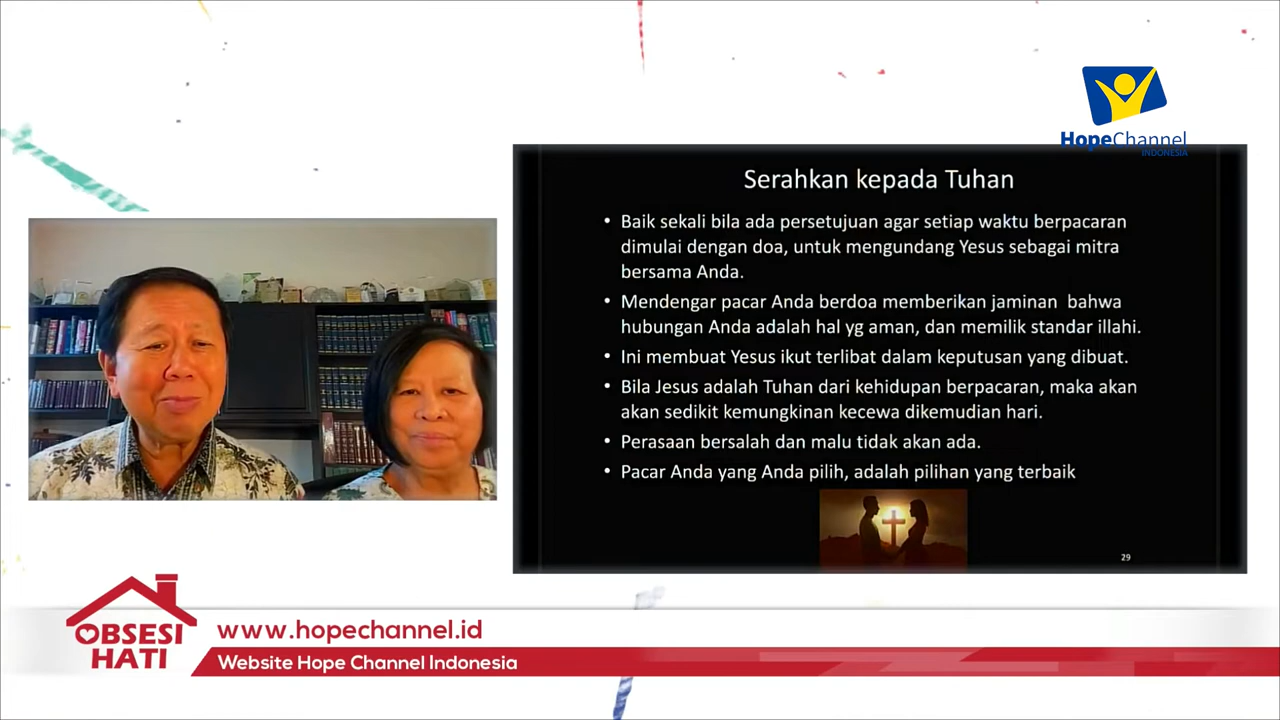 HopeChannel
INDONESIA
Serahkan kepada Tuhan
• Baik sekali bila ada persetujuan agar setiap waktu berpacaran
dimulai dengan doa, untuk mengundang Yesus sebagai mitra
bersama Anda.
• Mendengar pacar Anda berdoa memberikan jaminan bahwa
hubungan Anda adalah hal yg aman, dan memilik standar illahi.
• Ini membuat Yesus ikut terlibat dalam keputusan yang dibuat.
• Bila Jesus adalah Tuhan dari kehidupan berpacaran, maka akan
akan sedikit kemungkinan kecewa dikemudian hari.
• Perasaan bersalah dan malu tidak akan ada.
• Pacar Anda yang Anda pilih, adalah pilihan yang terbaik
29
OBSESI
HATI
www.hopechannel.id
Website Hope Channel Indonesia